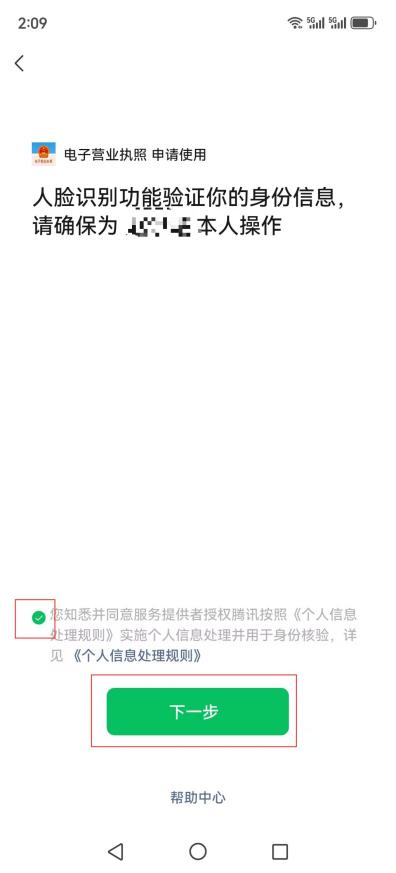 2:09
5G 5G
电子营业执照 申请使用
人脸识别功能验证你的身份信息，
请确保为 本人操作
您知悉并同意服务提供者授权腾讯按照《个人信息
处理规则》实施个人信息处理并用于身份核验，详
见 《个人信息处理规则》
下一步
帮助中心